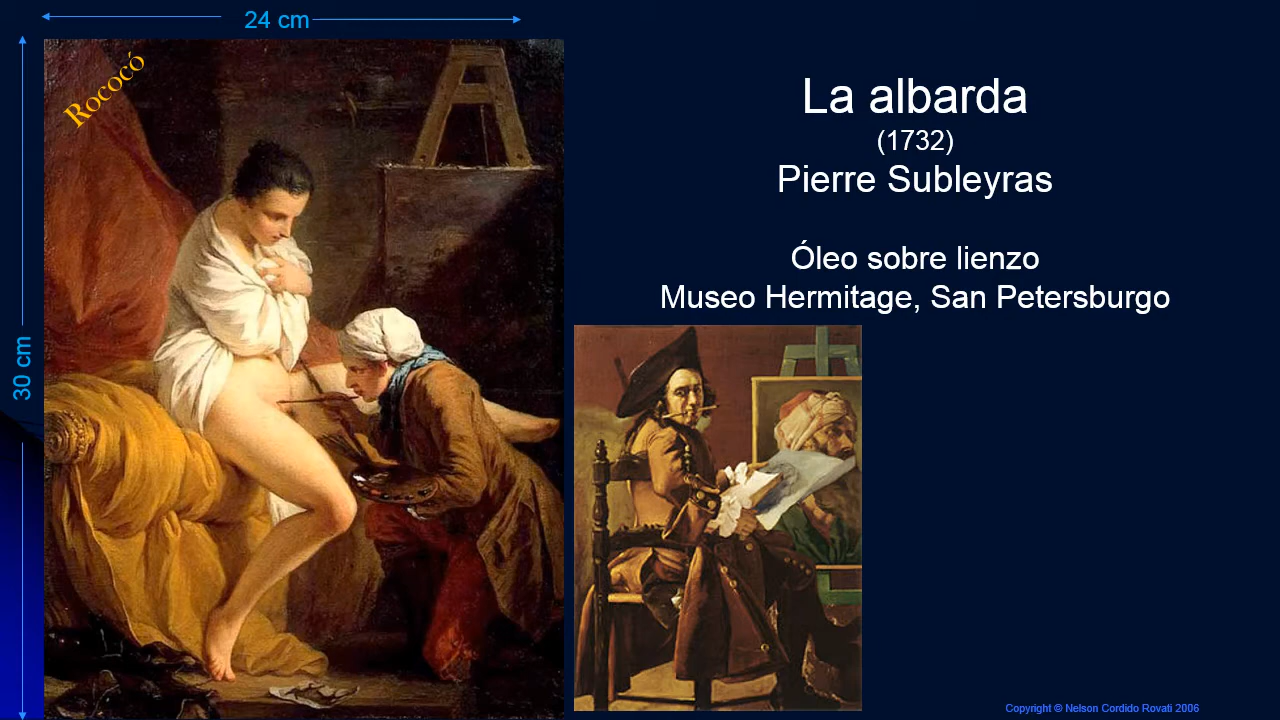 24 cm
30 cm
Rococó
La albarda
(1732)
Pierre Subleyras
Óleo sobre lienzo
Museo Hermitage, San Petersburgo
Copyright © Nelson Cordido Rovati 2006